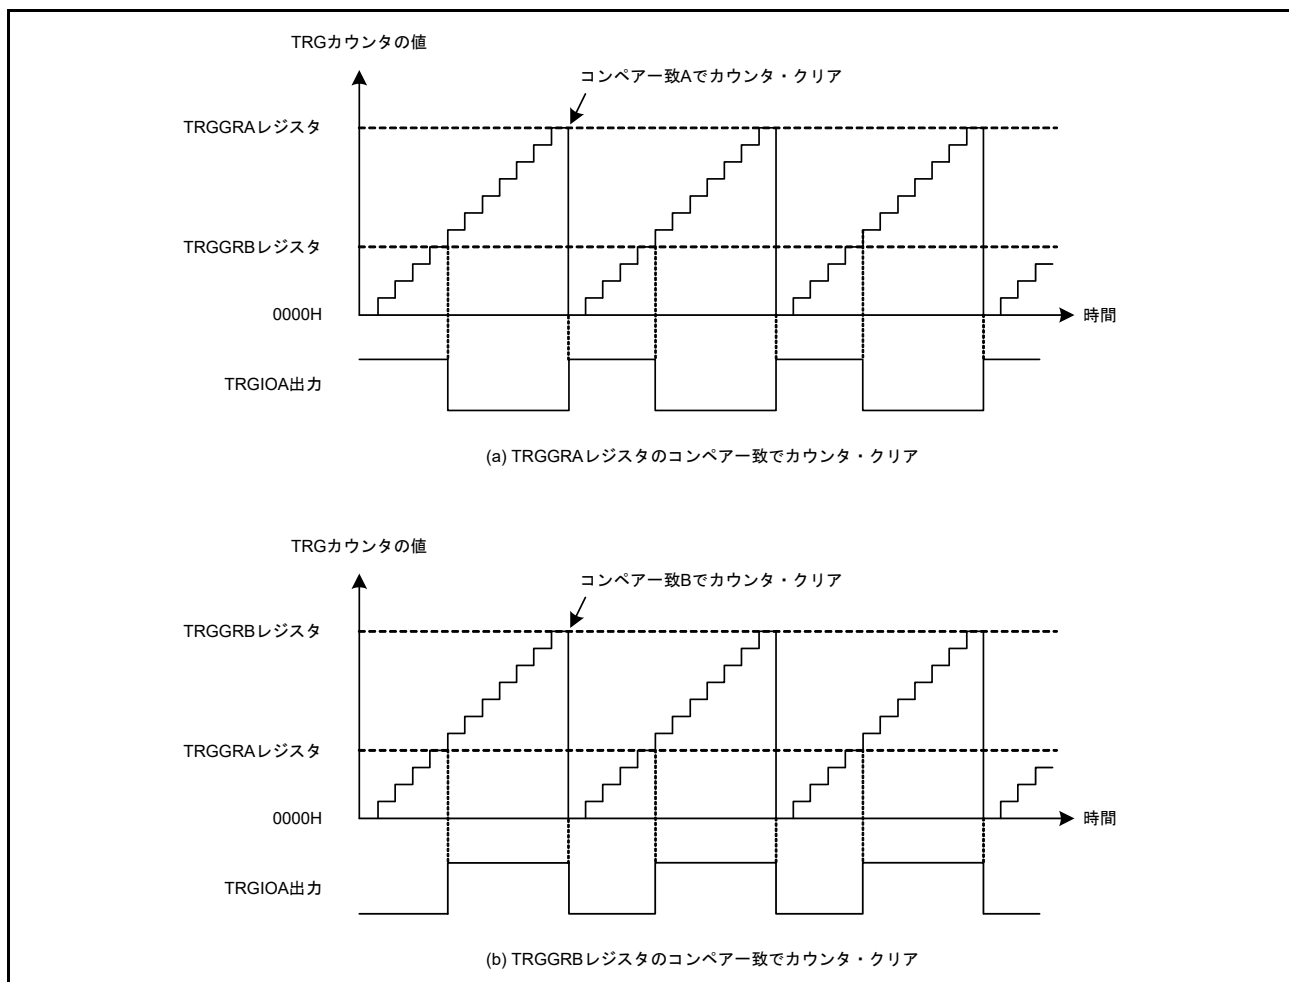 TRGカウンタの値
コンペアー致Aでカウンタ・クリア
TRGGRAレジスタ
TRGGRBレジスタ
0000H
時間
TRGIOA出力
(a) TRGGRAレジスタのコンペアー致でカウンタ・クリア
TRGカウンタの値
コンペアー致Bでカウンタ・クリア
TRGGRBレジスタ
TRGGRAレジスタ
0000H
時間
TRGIOA出力
(b) TRGGRBレジスタのコンペアー致でカウンタ・クリア